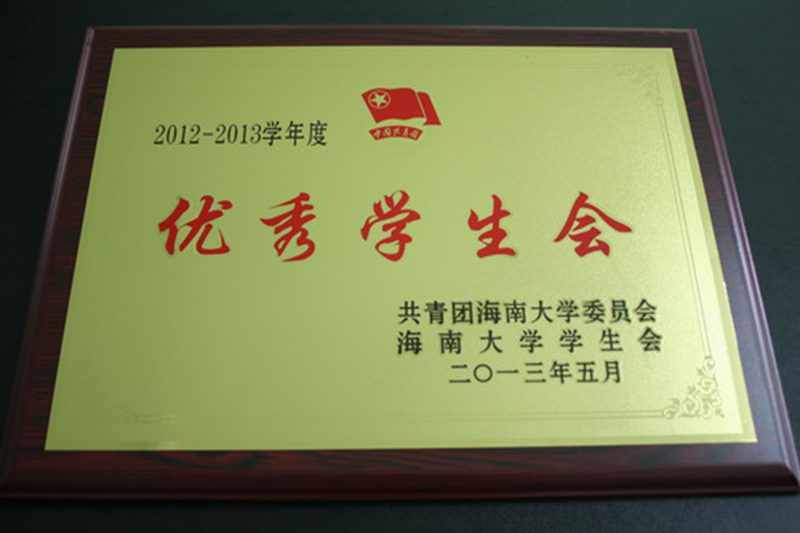 中国共青团
2012-2013学年度
优秀学生会
共青团海南大学委员会
海南大学学生会
二〇一三年五月